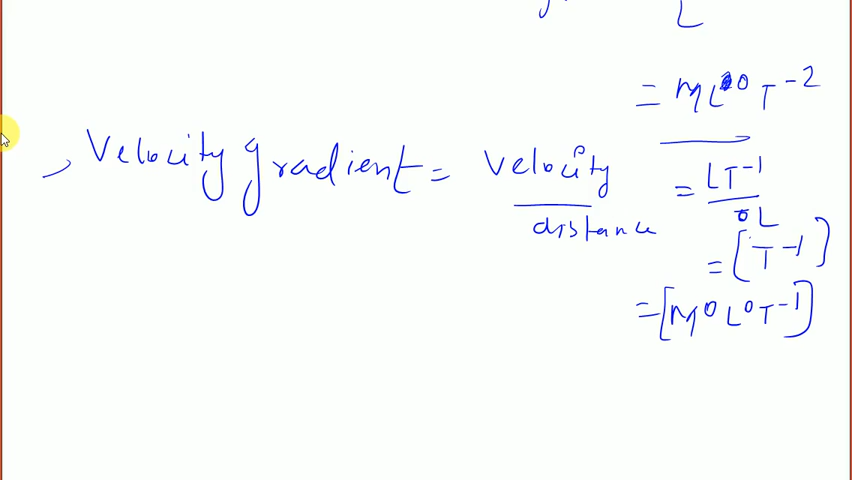 L
= ML⁰T⁻²
Velocity gradient = Velocity / distance = LT⁻¹ / L
= [T⁻¹]
= [M⁰L⁰T⁻¹]